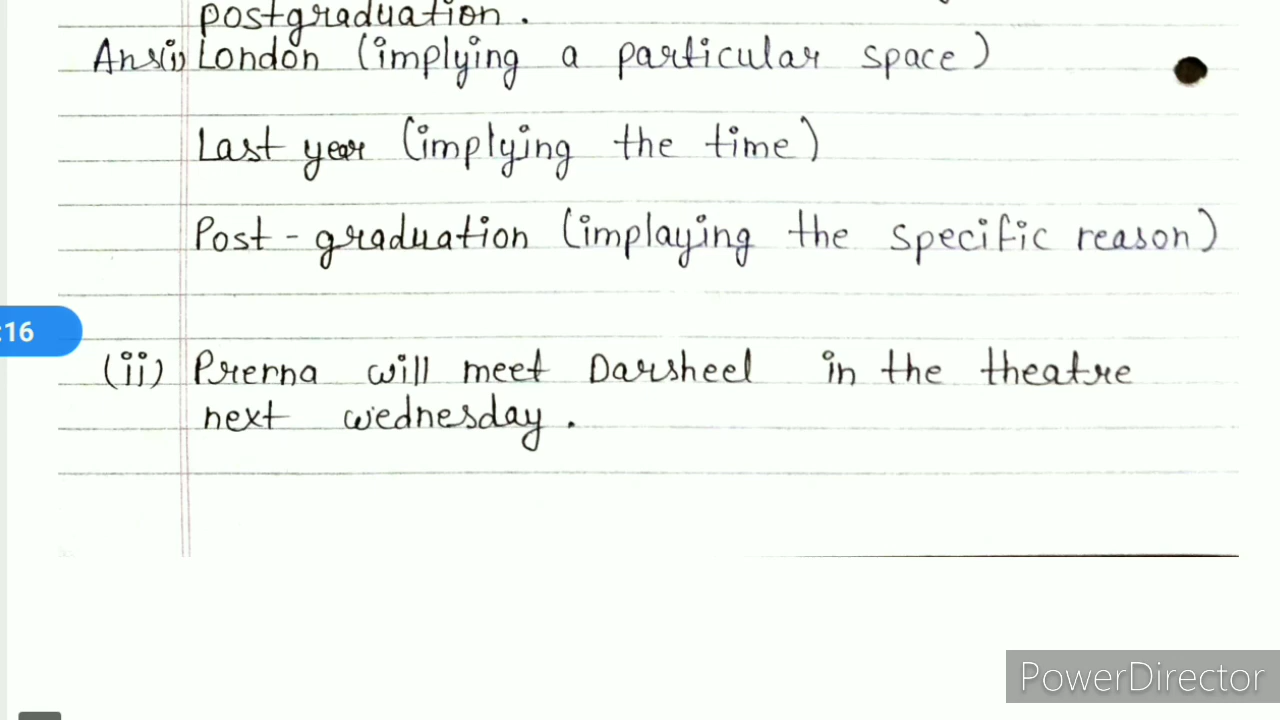 postgraduation.
Ans(i) London (implying a particular space)
Last year (implying the time)
Post-graduation (implaying the specific reason)
:16
(ii) Prerna will meet Darsheel in the theatre
next wednesday.
PowerDirector